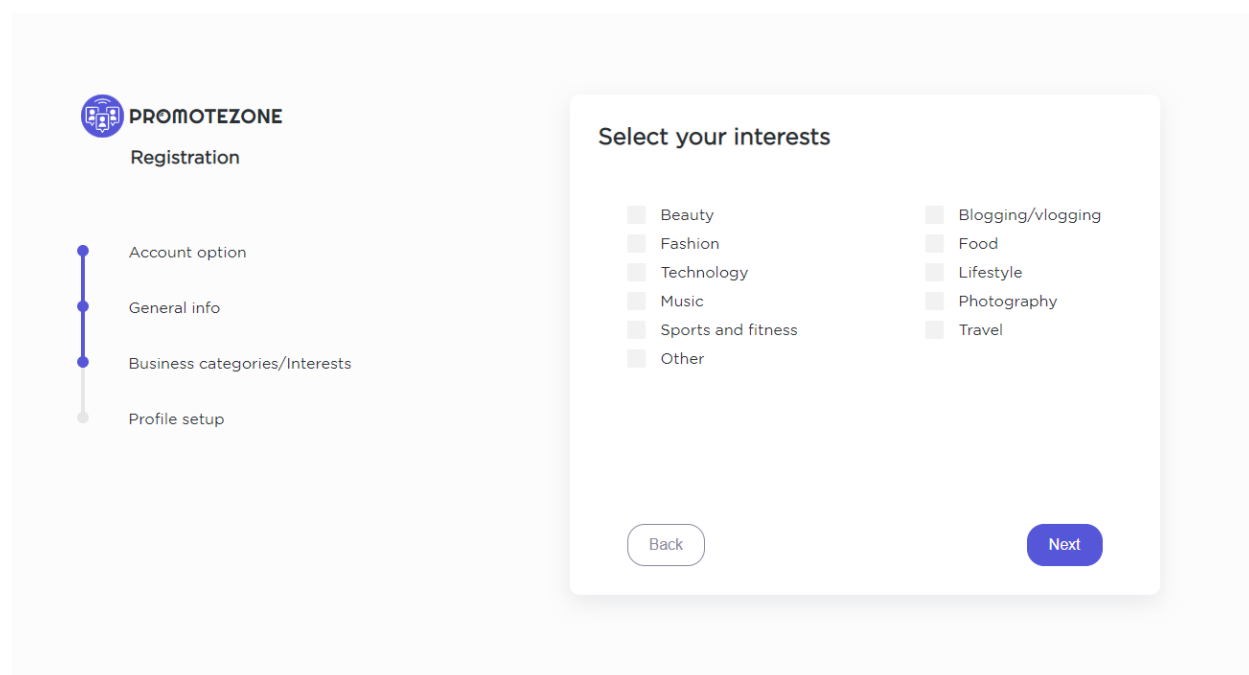 PROMOTEZONE
Registration
Account option
General info
Business categories/Interests
Profile setup
Select your interests
Beauty
Fashion
Technology
Music
Sports and fitness
Other
Blogging/vlogging
Food
Lifestyle
Photography
Travel
Back
Next